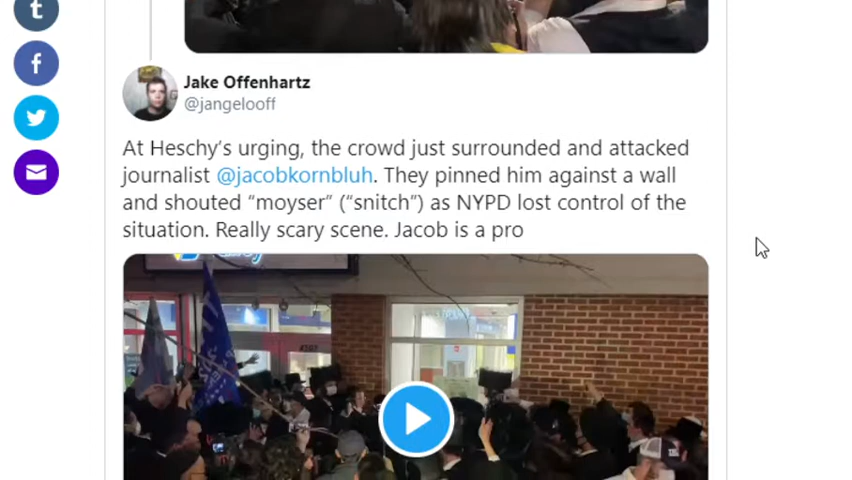 Jake Offenhartz
@jangelooff
At Heschy's urging, the crowd just surrounded and attacked
journalist @jacobkornbluh. They pinned him against a wall
and shouted “moyser” (“snitch”) as NYPD lost control of the
situation. Really scary scene. Jacob is a pro